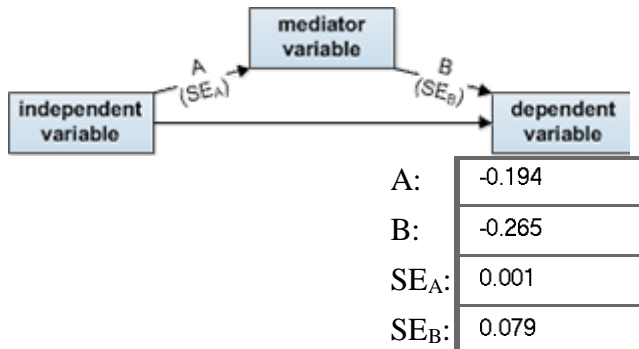 mediator
variable
A
(SEA)
B
(SEB)
independent
variable
dependent
variable
A: -0.194
B: -0.265
SEA: 0.001
SEB: 0.079